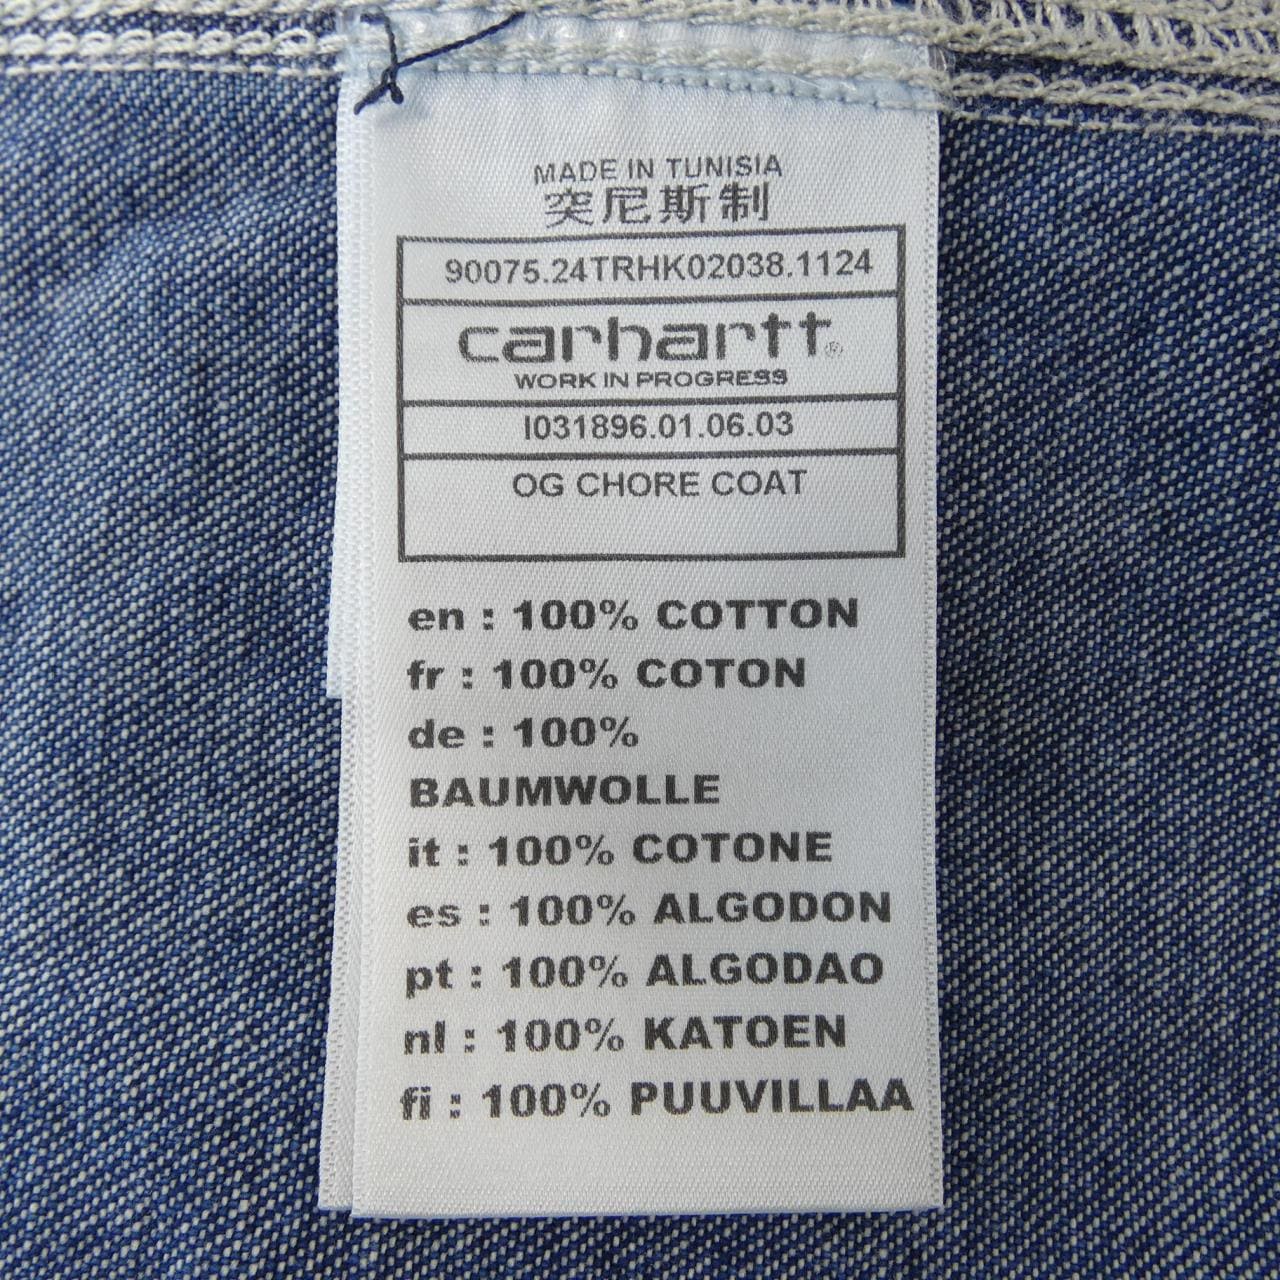 MADE IN TUNISIA
突尼斯制
90075.24TRHK02038.1124
carhartt®
WORK IN PROGRESS
I031896.01.06.03
OG CHORE COAT
en : 100% COTTON
fr : 100% COTON
de : 100%
BAUMWOLLE
it : 100% COTONE
es : 100% ALGODON
pt : 100% ALGODAO
nl : 100% KATOEN
fi : 100% PUUVILLAA